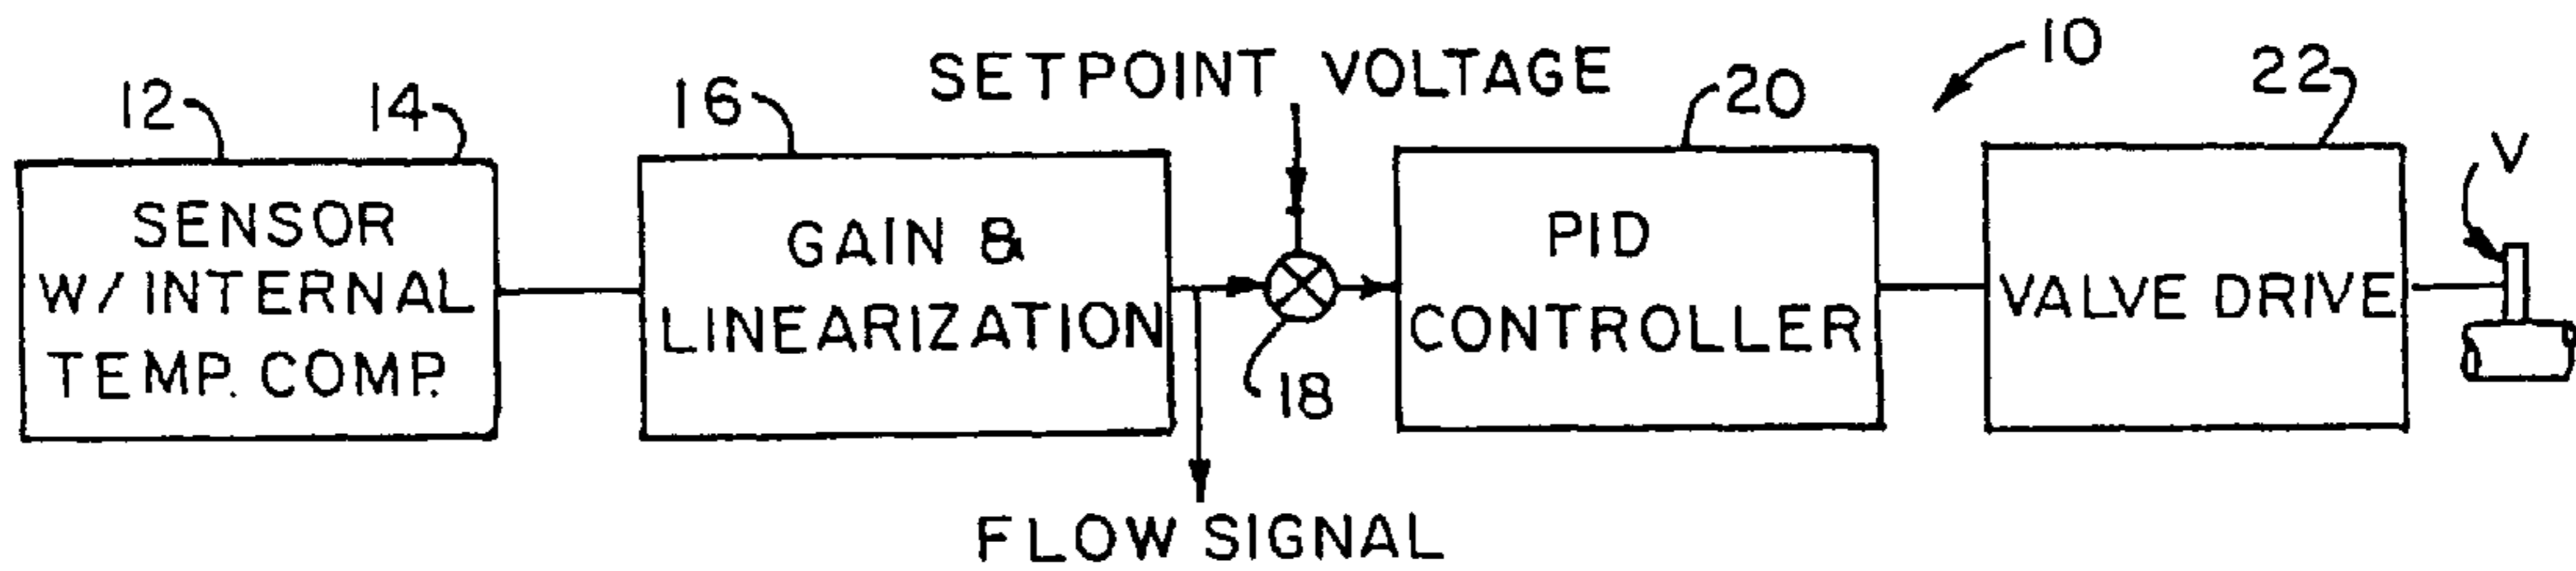 SETPOINT VOLTAGE
10
12
14
16
20
22
V
SENSOR
W/INTERNAL
TEMP. COMP.
GAIN &
LINEARIZATION
PID
CONTROLLER
VALVE DRIVE
18
FLOW SIGNAL